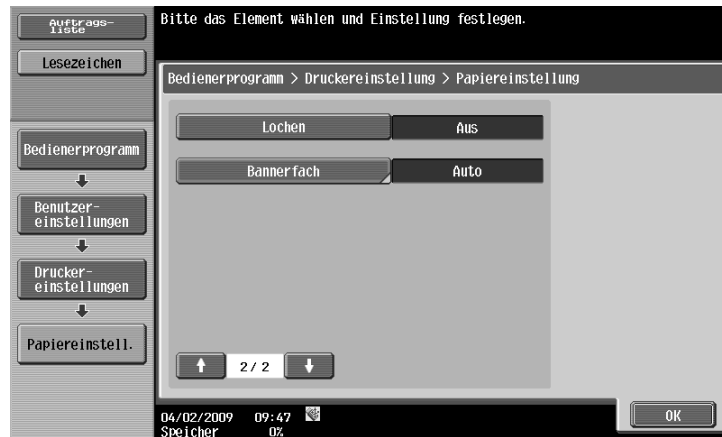 Auftrags-
liste
Bitte das Element wählen und Einstellung festlegen.
Lesezeichen
Bedienerprogramm > Druckereinstellung > Papiereinstellung
Lochen Aus
Bedienerprogramm
Bannerfach Auto
Benutzer-
einstellungen
Drucker-
einstellungen
Papiereinstell.
2/ 2
04/02/2009 09:47
Speicher 0%
OK